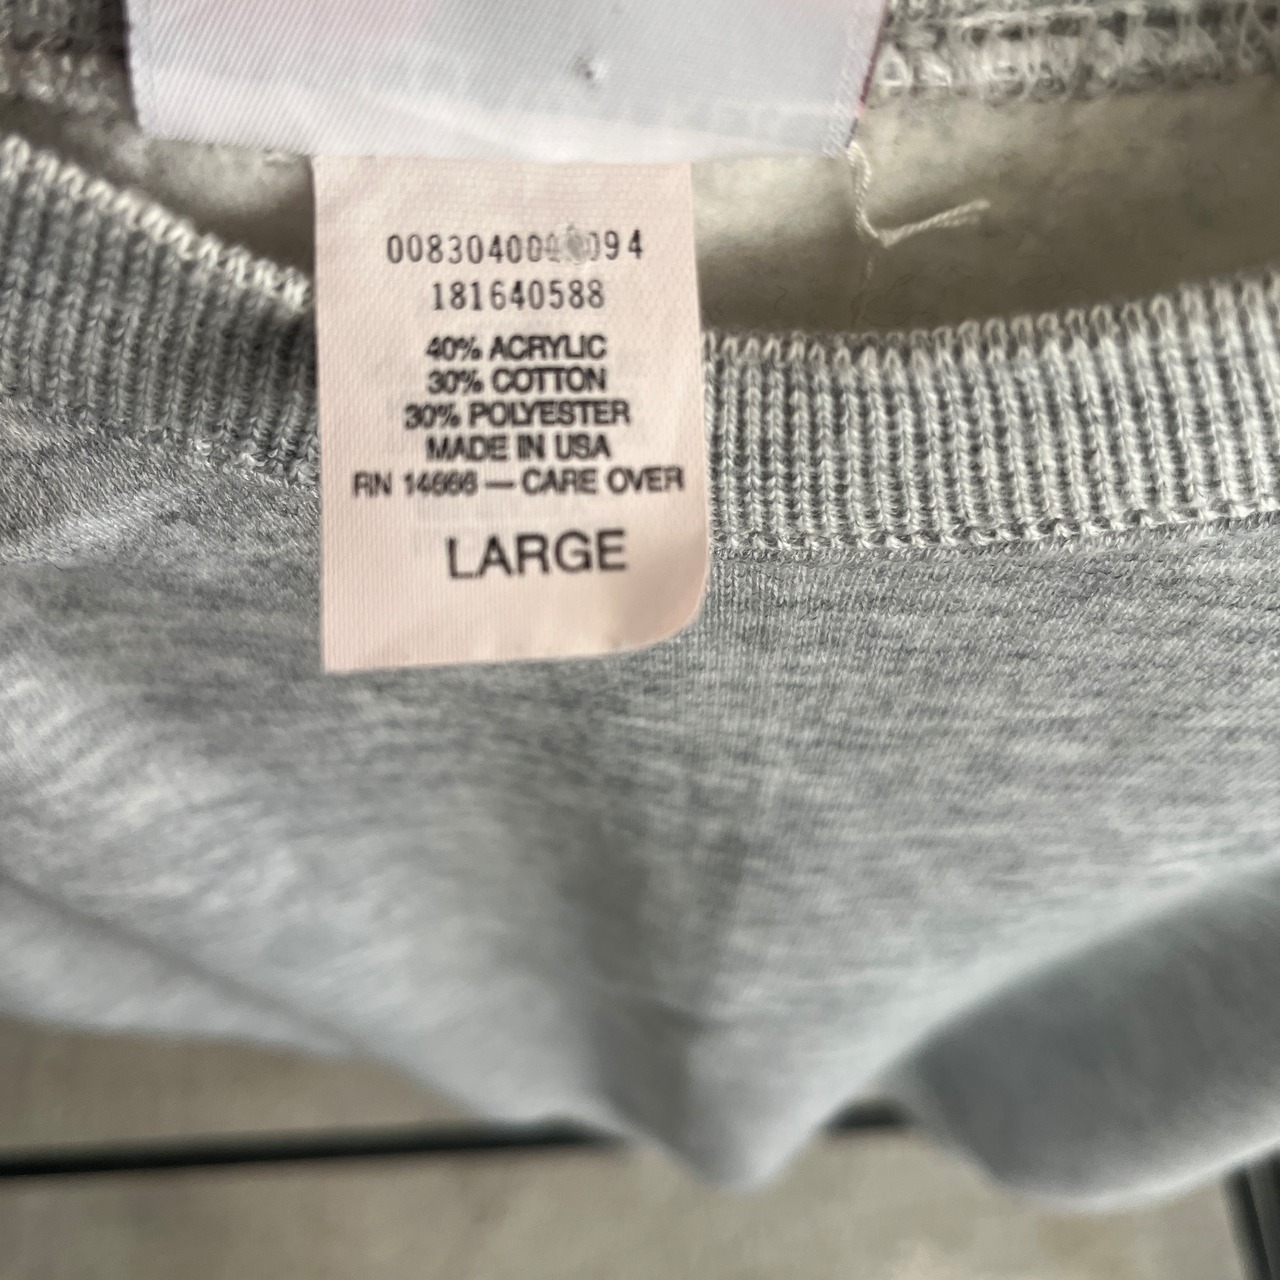 181640588
40% ACRYLIC
30% COTTON
30% POLYESTER
MADE IN USA
RN 14666 — CARE OVER
LARGE